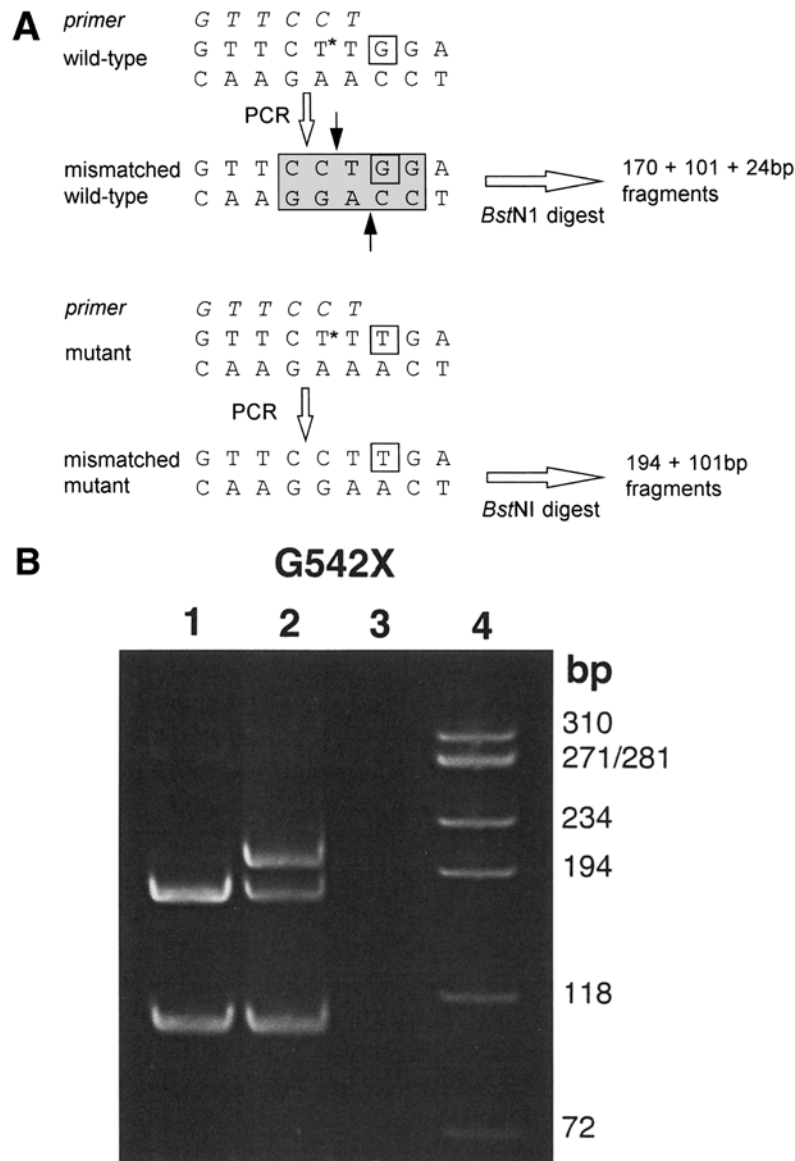 A
primer G T T C C T
wild-type G T T C T* T G G A
C A A G A A C C T
PCR
mismatched G T T C C T G G A
wild-type C A A G G A C C T
BstN1 digest
170 + 101 + 24bp
fragments
primer G T T C C T
mutant G T T C T* T T G A
C A A G A A A C T
PCR
mismatched G T T C C T T G A
mutant C A A G G A A C T
BstNI digest
194 + 101bp
fragments
B
G542X
1 2 3 4
bp
310
271/281
234
194
118
72